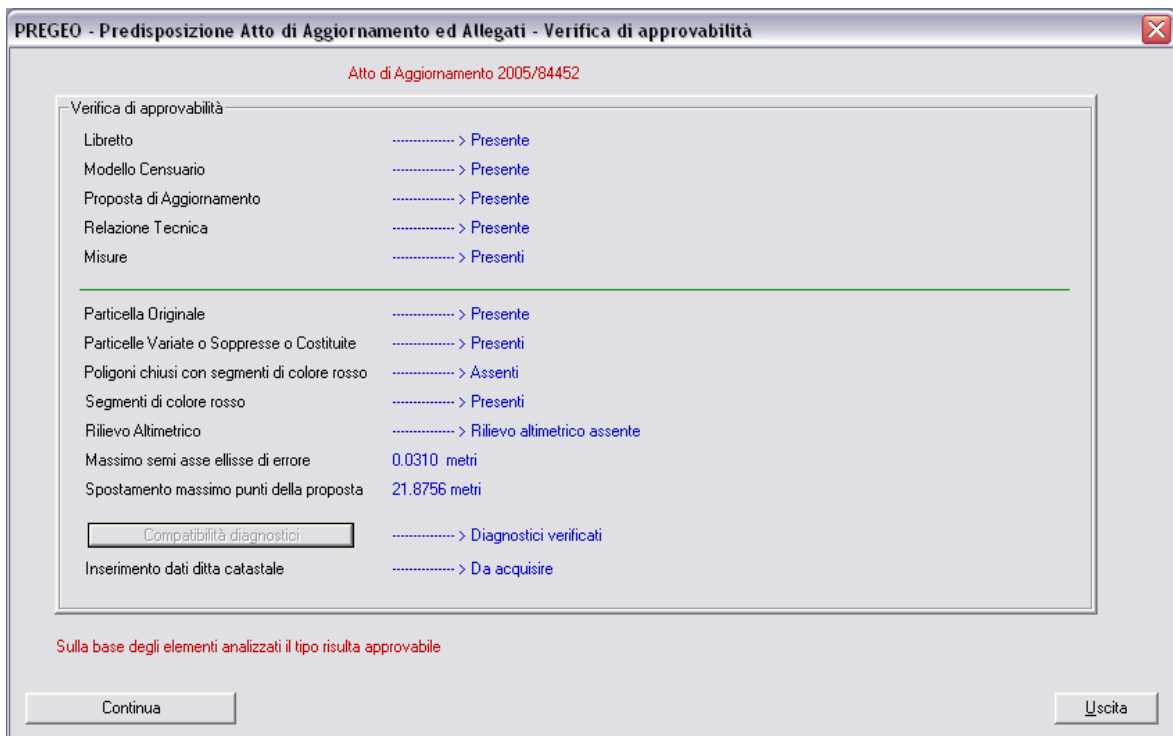 PREGEO - Predisposizione Atto di Aggiornamento ed Allegati - Verifica di approvabilità
Atto di Aggiornamento 2005/84452
Verifica di approvabilità
Libretto -------------- > Presente
Modello Censuario -------------- > Presente
Proposta di Aggiornamento -------------- > Presente
Relazione Tecnica -------------- > Presente
Misure -------------- > Presenti
Particella Originale -------------- > Presente
Particelle Variate o Soppresse o Costituite -------------- > Presenti
Poligoni chiusi con segmenti di colore rosso -------------- > Assenti
Segmenti di colore rosso -------------- > Presenti
Rilievo Altimetrico -------------- > Rilievo altimetrico assente
Massimo semi asse ellisse di errore 0.0310 metri
Spostamento massimo punti della proposta 21.8756 metri
Compatibilità diagnostici -------------- > Diagnostici verificati
Inserimento dati ditta catastale -------------- > Da acquisire
Sulla base degli elementi analizzati il tipo risulta approvabile
Continua Uscita